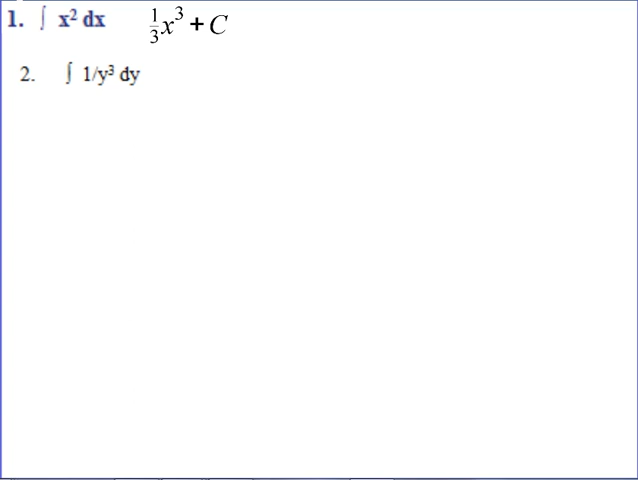 1. ∫ x² dx ⅓x³ + C
2. ∫ 1/y³ dy